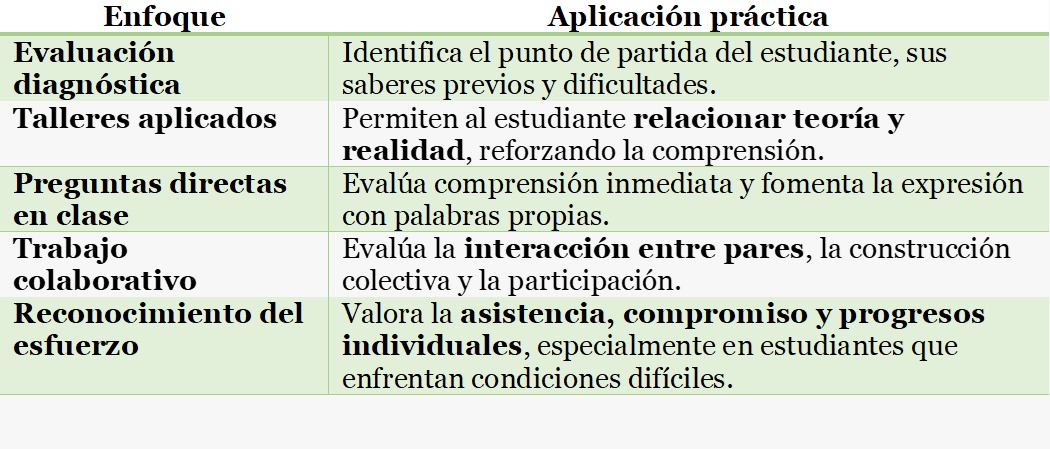 Enfoque Aplicación práctica
Evaluación diagnóstica
Identifica el punto de partida del estudiante, sus
saberes previos y dificultades.
Talleres aplicados
Permiten al estudiante relacionar teoría y
realidad, reforzando la comprensión.
Preguntas directas
en clase
Evalúa comprensión inmediata y fomenta la expresión
con palabras propias.
Trabajo
colaborativo
Evalúa la interacción entre pares, la construcción
colectiva y la participación.
Reconocimiento del
esfuerzo
Valora la asistencia, compromiso y progresos
individuales, especialmente en estudiantes que
enfrentan condiciones difíciles.